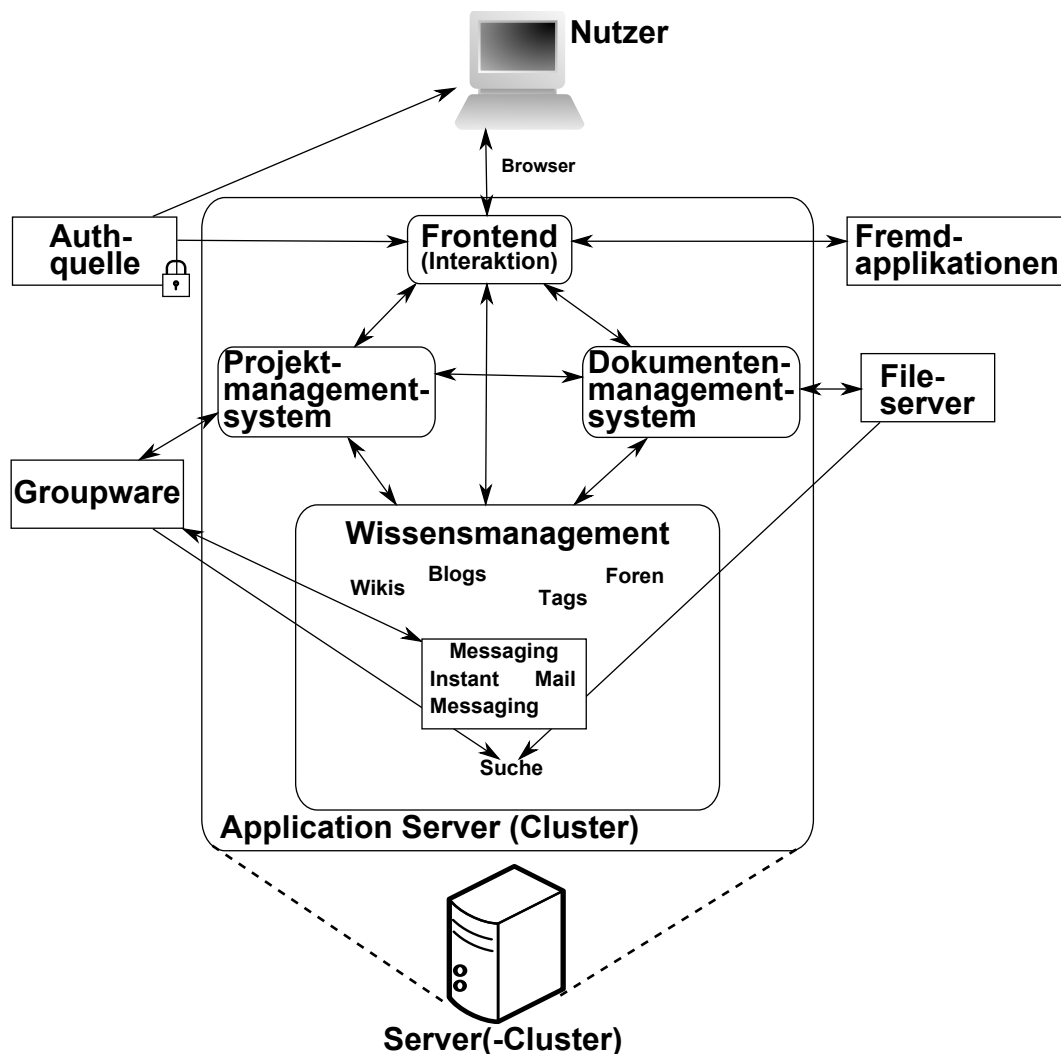 Nutzer
Browser
Auth-
quelle
Frontend
(Interaktion)
Fremd-
applikationen
Projekt-
management-
system
Dokumenten-
management-
system
File-
server
Groupware
Wissensmanagement
Wikis
Blogs
Tags
Foren
Messaging
Instant Mail
Messaging
Suche
Application Server (Cluster)
Server(-Cluster)